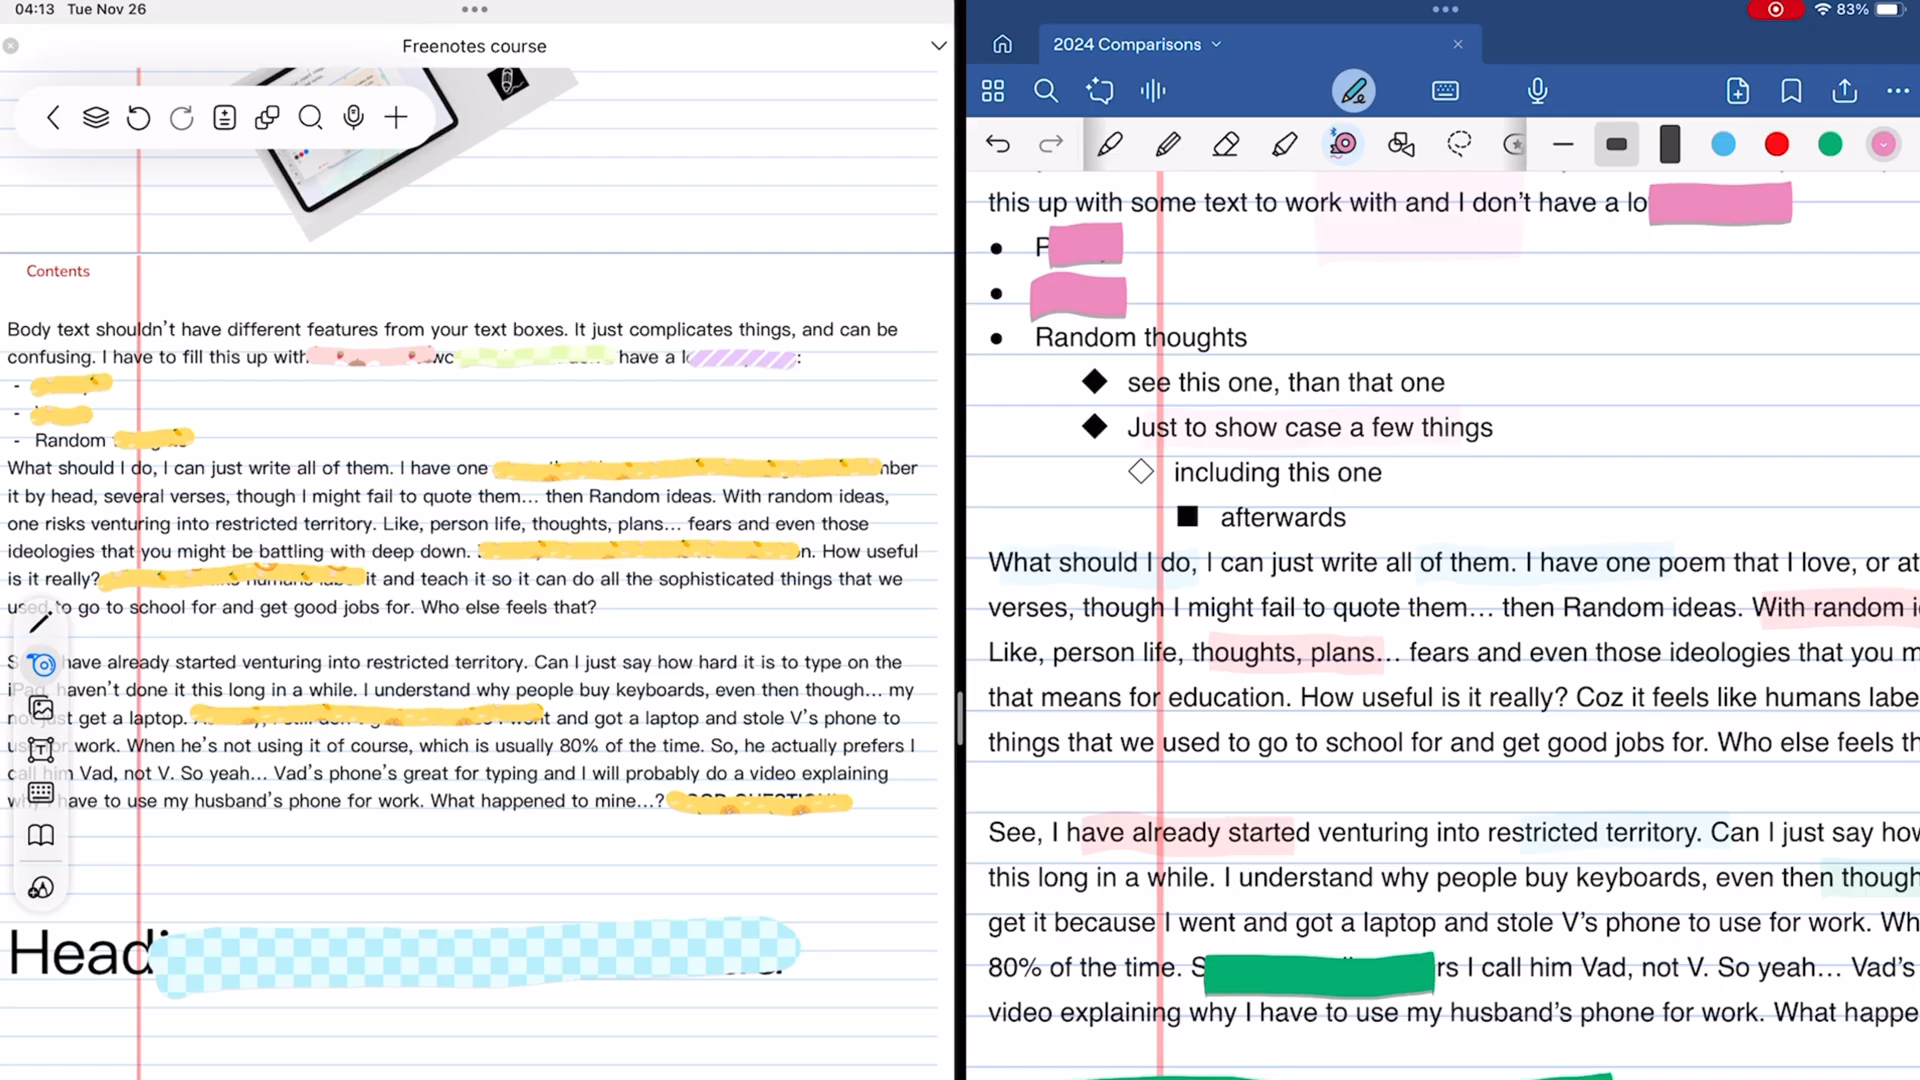 04:13 Tue Nov 26
Freenotes course
Contents
Body text shouldn't have different features from your text boxes. It just complicates things, and can be
confusing. I have to fill this up with have a
-
-
- Random
What should I do, I can just write all of them. I have one
it by head, several verses, though I might fail to quote them... then Random ideas. With random ideas,
one risks venturing into restricted territory. Like, person life, thoughts, plans... fears and even those
ideologies that you might be battling with deep down. How useful
is it really? it and teach it so it can do all the sophisticated things that we
used to go to school for and get good jobs for. Who else feels that?
have already started venturing into restricted territory. Can I just say how hard it is to type on the
iPad, haven't done it this long in a while. I understand why people buy keyboards, even then though... my
not just get a laptop. and got a laptop and stole V's phone to
work. When he's not using it of course, which is usually 80% of the time. So, he actually prefers I
call him Vad, not V. So yeah... Vad's phone's great for typing and I will probably do a video explaining
have to use my husband's phone for work. What happened to mine...?
83%
2024 Comparisons
this up with some text to work with and I don't have a
Random thoughts
see this one, than that one
Just to show case a few things
including this one
afterwards
What should I do, I can just write all of them. I have one poem that I love, or at
verses, though I might fail to quote them... then Random ideas. With random
Like, person life, thoughts, plans... fears and even those ideologies that you
that means for education. How useful is it really? Coz it feels like humans
things that we used to go to school for and get good jobs for. Who else feels
See, I have already started venturing into restricted territory. Can I just say how
this long in a while. I understand why people buy keyboards, even then though
get it because I went and got a laptop and stole V's phone to use for work.
80% of the time. I call him Vad, not V. So yeah... Vad's
video explaining why I have to use my husband's phone for work. What